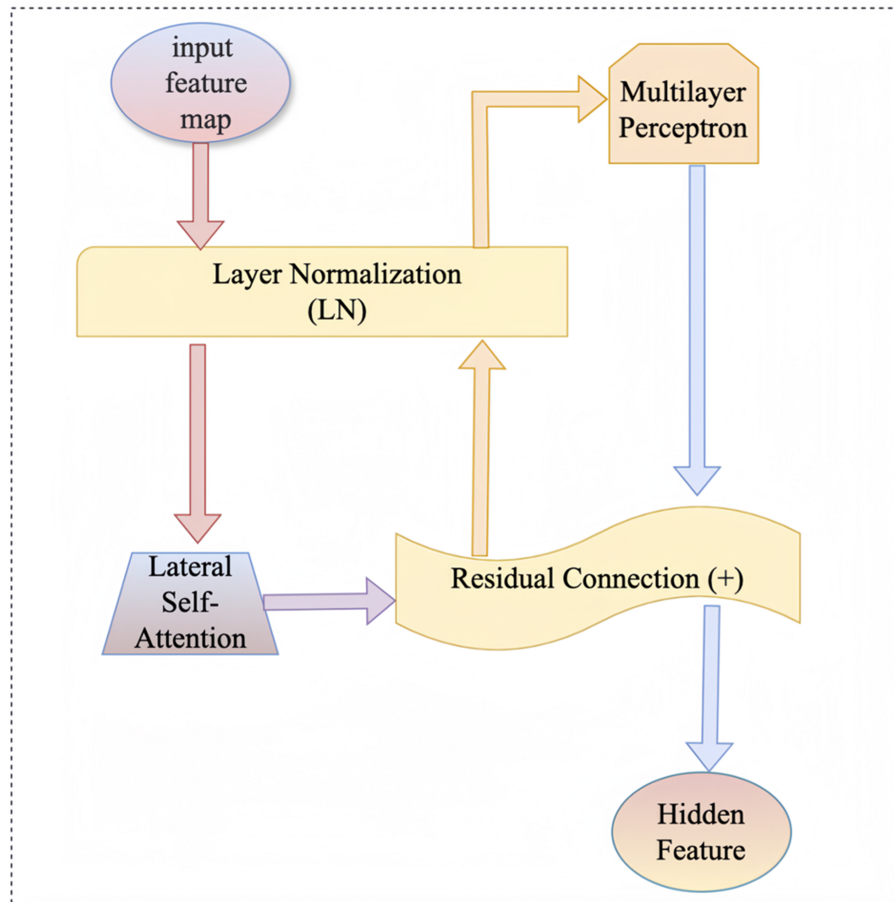 input
feature
map
Multilayer
Perceptron
Layer Normalization
(LN)
Lateral
Self-
Attention
Residual Connection (+)
Hidden
Feature